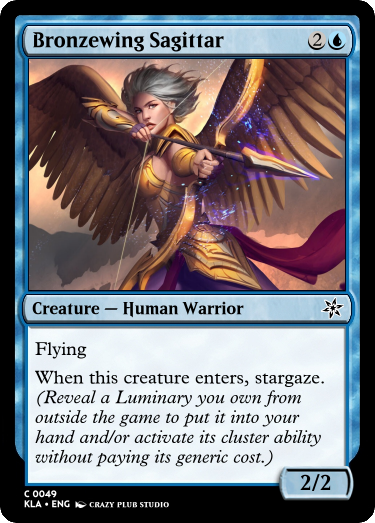 Bronzewing Sagittar 2
Creature — Human Warrior
Flying
When this creature enters, stargaze.
(Reveal a Luminary you own from
outside the game to put it into your
hand and/or activate its cluster ability
without paying its generic cost.)
2/2
C 0049
KLA • ENG CRAZY PLUB STUDIO